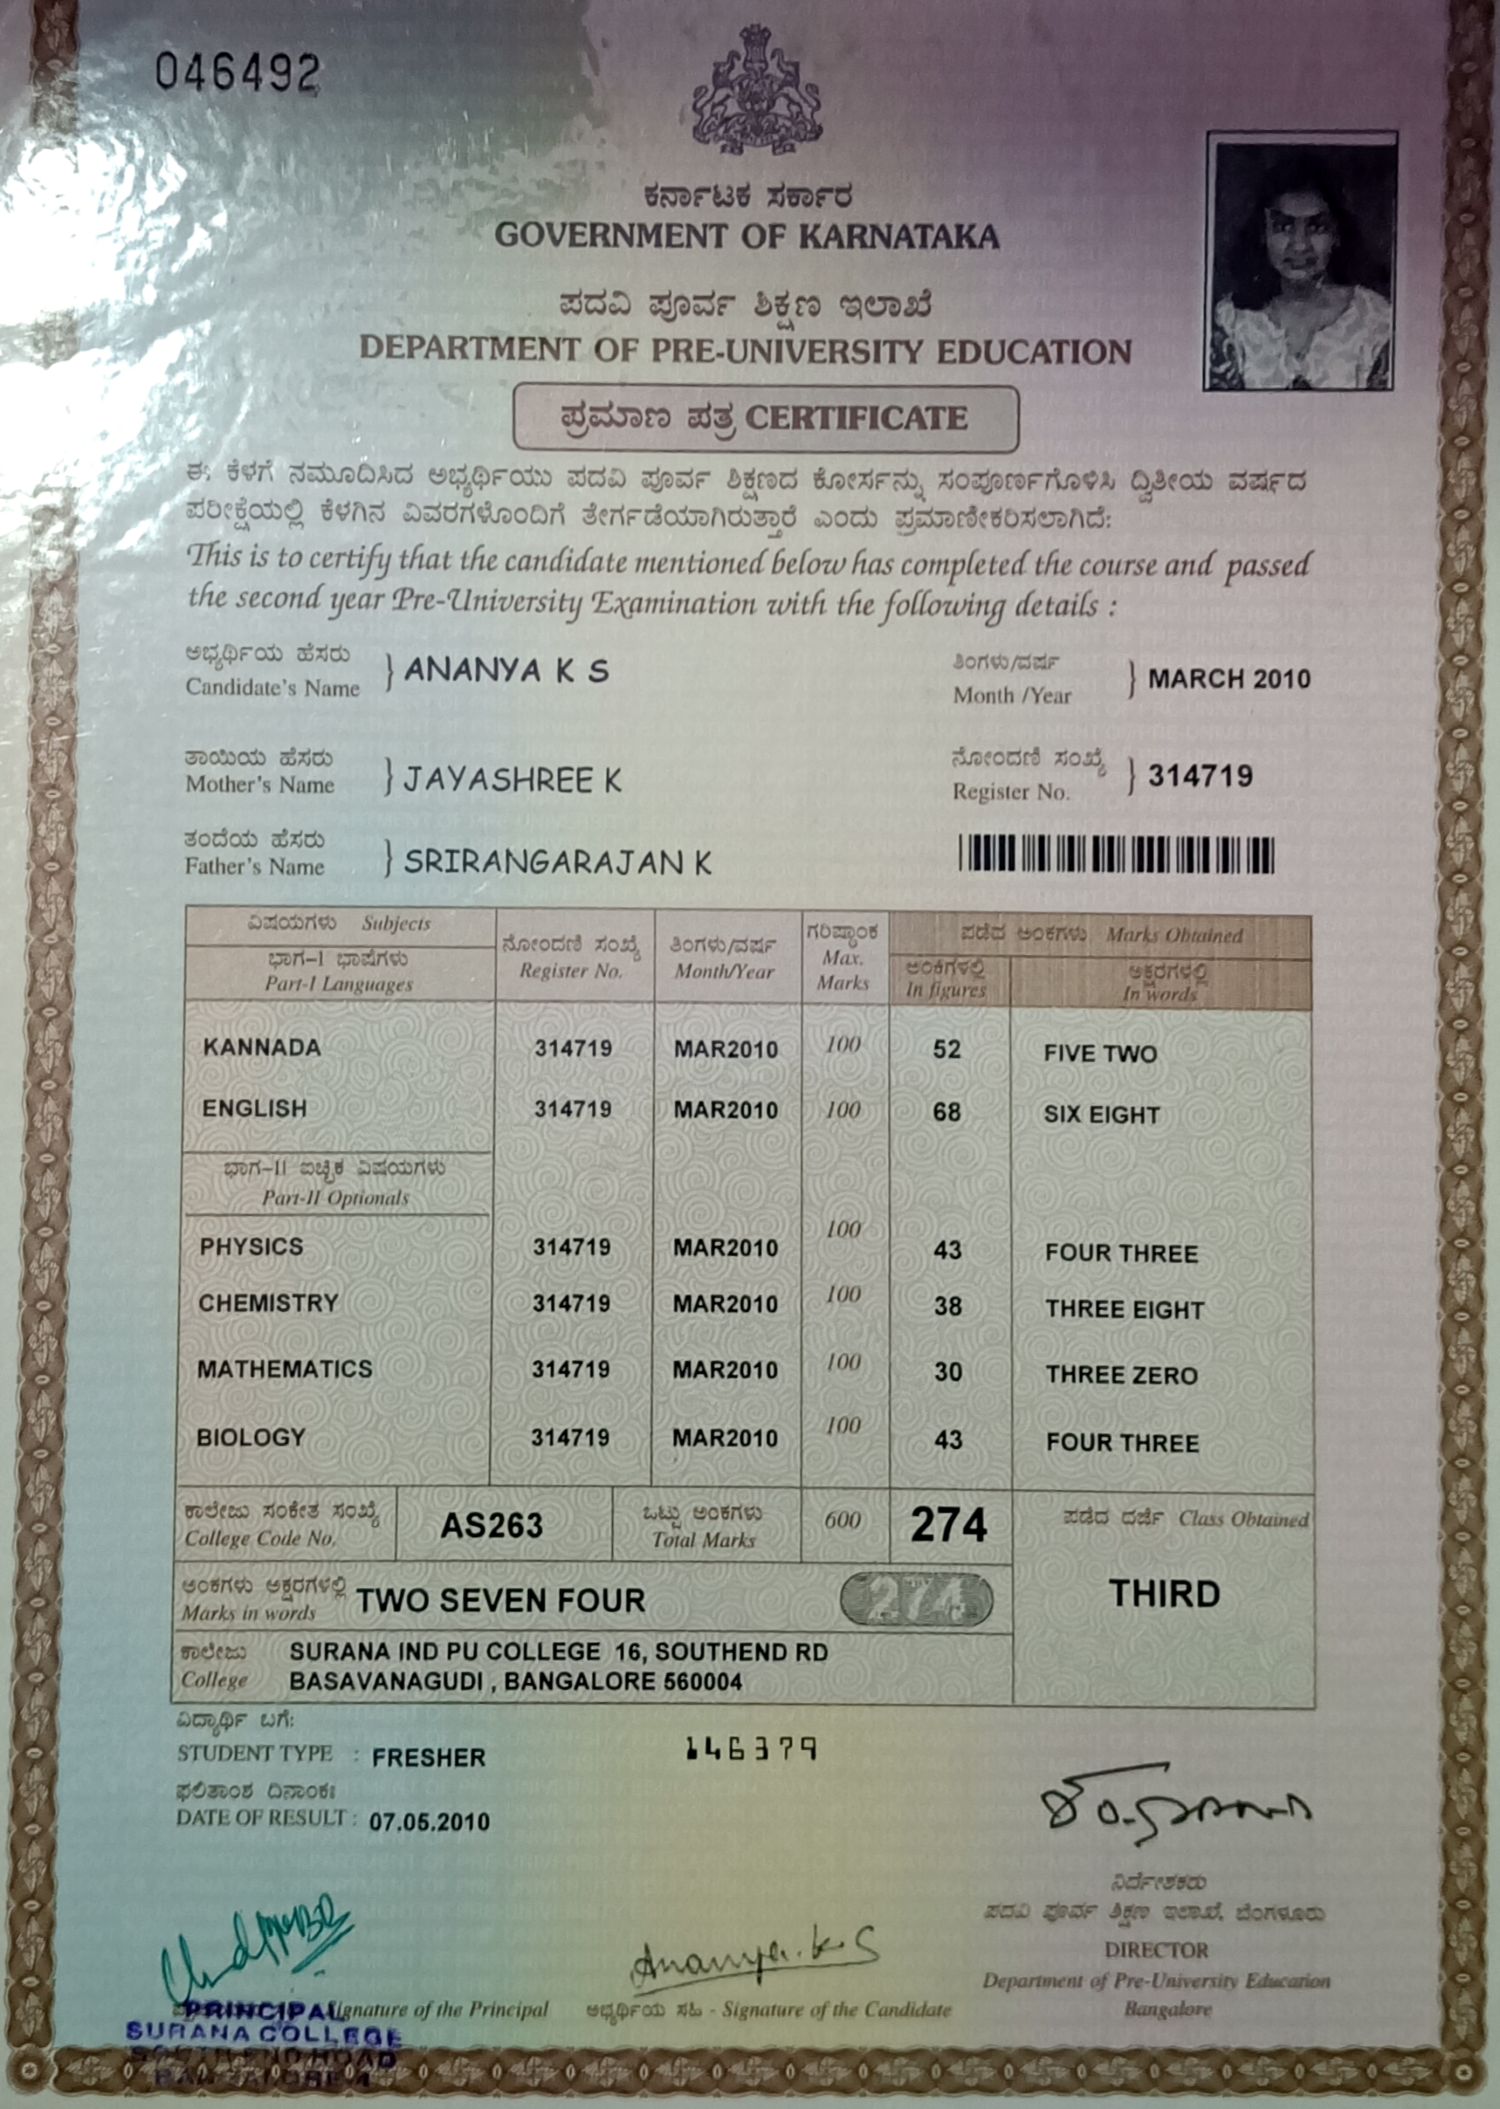 046492
ಕರ್ನಾಟಕ ಸರ್ಕಾರ
GOVERNMENT OF KARNATAKA
ಪದವಿ ಪೂರ್ವ ಶಿಕ್ಷಣ ಇಲಾಖೆ
DEPARTMENT OF PRE-UNIVERSITY EDUCATION
ಪ್ರಮಾಣ ಪತ್ರ CERTIFICATE
ಈ ಕೆಳಗೆ ನಮೂದಿಸಿದ ಅಭ್ಯರ್ಥಿಯು ಪದವಿ ಪೂರ್ವ ಶಿಕ್ಷಣದ ಕೋರ್ಸನ್ನು ಸಂಪೂರ್ಣಗೊಳಿಸಿ ದ್ವಿತೀಯ ವರ್ಷದ
ಪರೀಕ್ಷೆಯಲ್ಲಿ ಕೆಳಗಿನ ವಿವರಗಳೊಂದಿಗೆ ತೇರ್ಗಡೆಯಾಗಿರುತ್ತಾರೆ ಎಂದು ಪ್ರಮಾಣೀಕರಿಸಲಾಗಿದೆ:
This is to certify that the candidate mentioned below has completed the course and passed
the second year Pre-University Examination with the following details :
ಅಭ್ಯರ್ಥಿಯ ಹೆಸರು
Candidate's Name } ANANYA K S
ತಿಂಗಳು/ವರ್ಷ
Month /Year } MARCH 2010
ತಾಯಿಯ ಹೆಸರು
Mother's Name } JAYASHREE K
ನೋಂದಣಿ ಸಂಖ್ಯೆ
Register No. } 314719
ತಂದೆಯ ಹೆಸರು
Father's Name } SRIRANGARAJAN K
ವಿಷಯಗಳು Subjects
ಭಾಗ-I ಭಾಷೆಗಳು
Part-I Languages
ನೋಂದಣಿ ಸಂಖ್ಯೆ
Register No.
ತಿಂಗಳು/ವರ್ಷ
Month/Year
ಗರಿಷ್ಠಾಂಕ
Max.
Marks
ಪಡೆದ ಅಂಕಗಳು Marks Obtained
ಅಂಕಿಗಳಲ್ಲಿ
In figures
ಅಕ್ಷರಗಳಲ್ಲಿ
In words
KANNADA 314719 MAR2010 100 52 FIVE TWO
ENGLISH 314719 MAR2010 100 68 SIX EIGHT
ಭಾಗ-II ಐಚ್ಛಿಕ ವಿಷಯಗಳು
Part-II Optionals
PHYSICS 314719 MAR2010 100 43 FOUR THREE
CHEMISTRY 314719 MAR2010 100 38 THREE EIGHT
MATHEMATICS 314719 MAR2010 100 30 THREE ZERO
BIOLOGY 314719 MAR2010 100 43 FOUR THREE
ಕಾಲೇಜು ಸಂಕೇತ ಸಂಖ್ಯೆ
College Code No. AS263
ಒಟ್ಟು ಅಂಕಗಳು
Total Marks 600 274
ಪಡೆದ ದರ್ಜೆ Class Obtained
THIRD
ಅಂಕಗಳು ಅಕ್ಷರಗಳಲ್ಲಿ
Marks in words TWO SEVEN FOUR 274
ಕಾಲೇಜು
College
SURANA IND PU COLLEGE 16, SOUTHEND RD
BASAVANAGUDI , BANGALORE 560004
ವಿದ್ಯಾರ್ಥಿ ಬಗೆ:
STUDENT TYPE : FRESHER
146379
ಫಲಿತಾಂಶ ದಿನಾಂಕ:
DATE OF RESULT : 07.05.2010
Ananya.K.S
ನಿರ್ದೇಶಕರು
ಪದವಿ ಪೂರ್ವ ಶಿಕ್ಷಣ ಇಲಾಖೆ, ಬೆಂಗಳೂರು
DIRECTOR
Department of Pre-University Education
Bangalore
Signature of the Principal
ಅಭ್ಯರ್ಥಿಯ ಸಹಿ - Signature of the Candidate
PRINCIPAL
SURANA COLLEGE
SOUTH END ROAD
BANGALORE-4